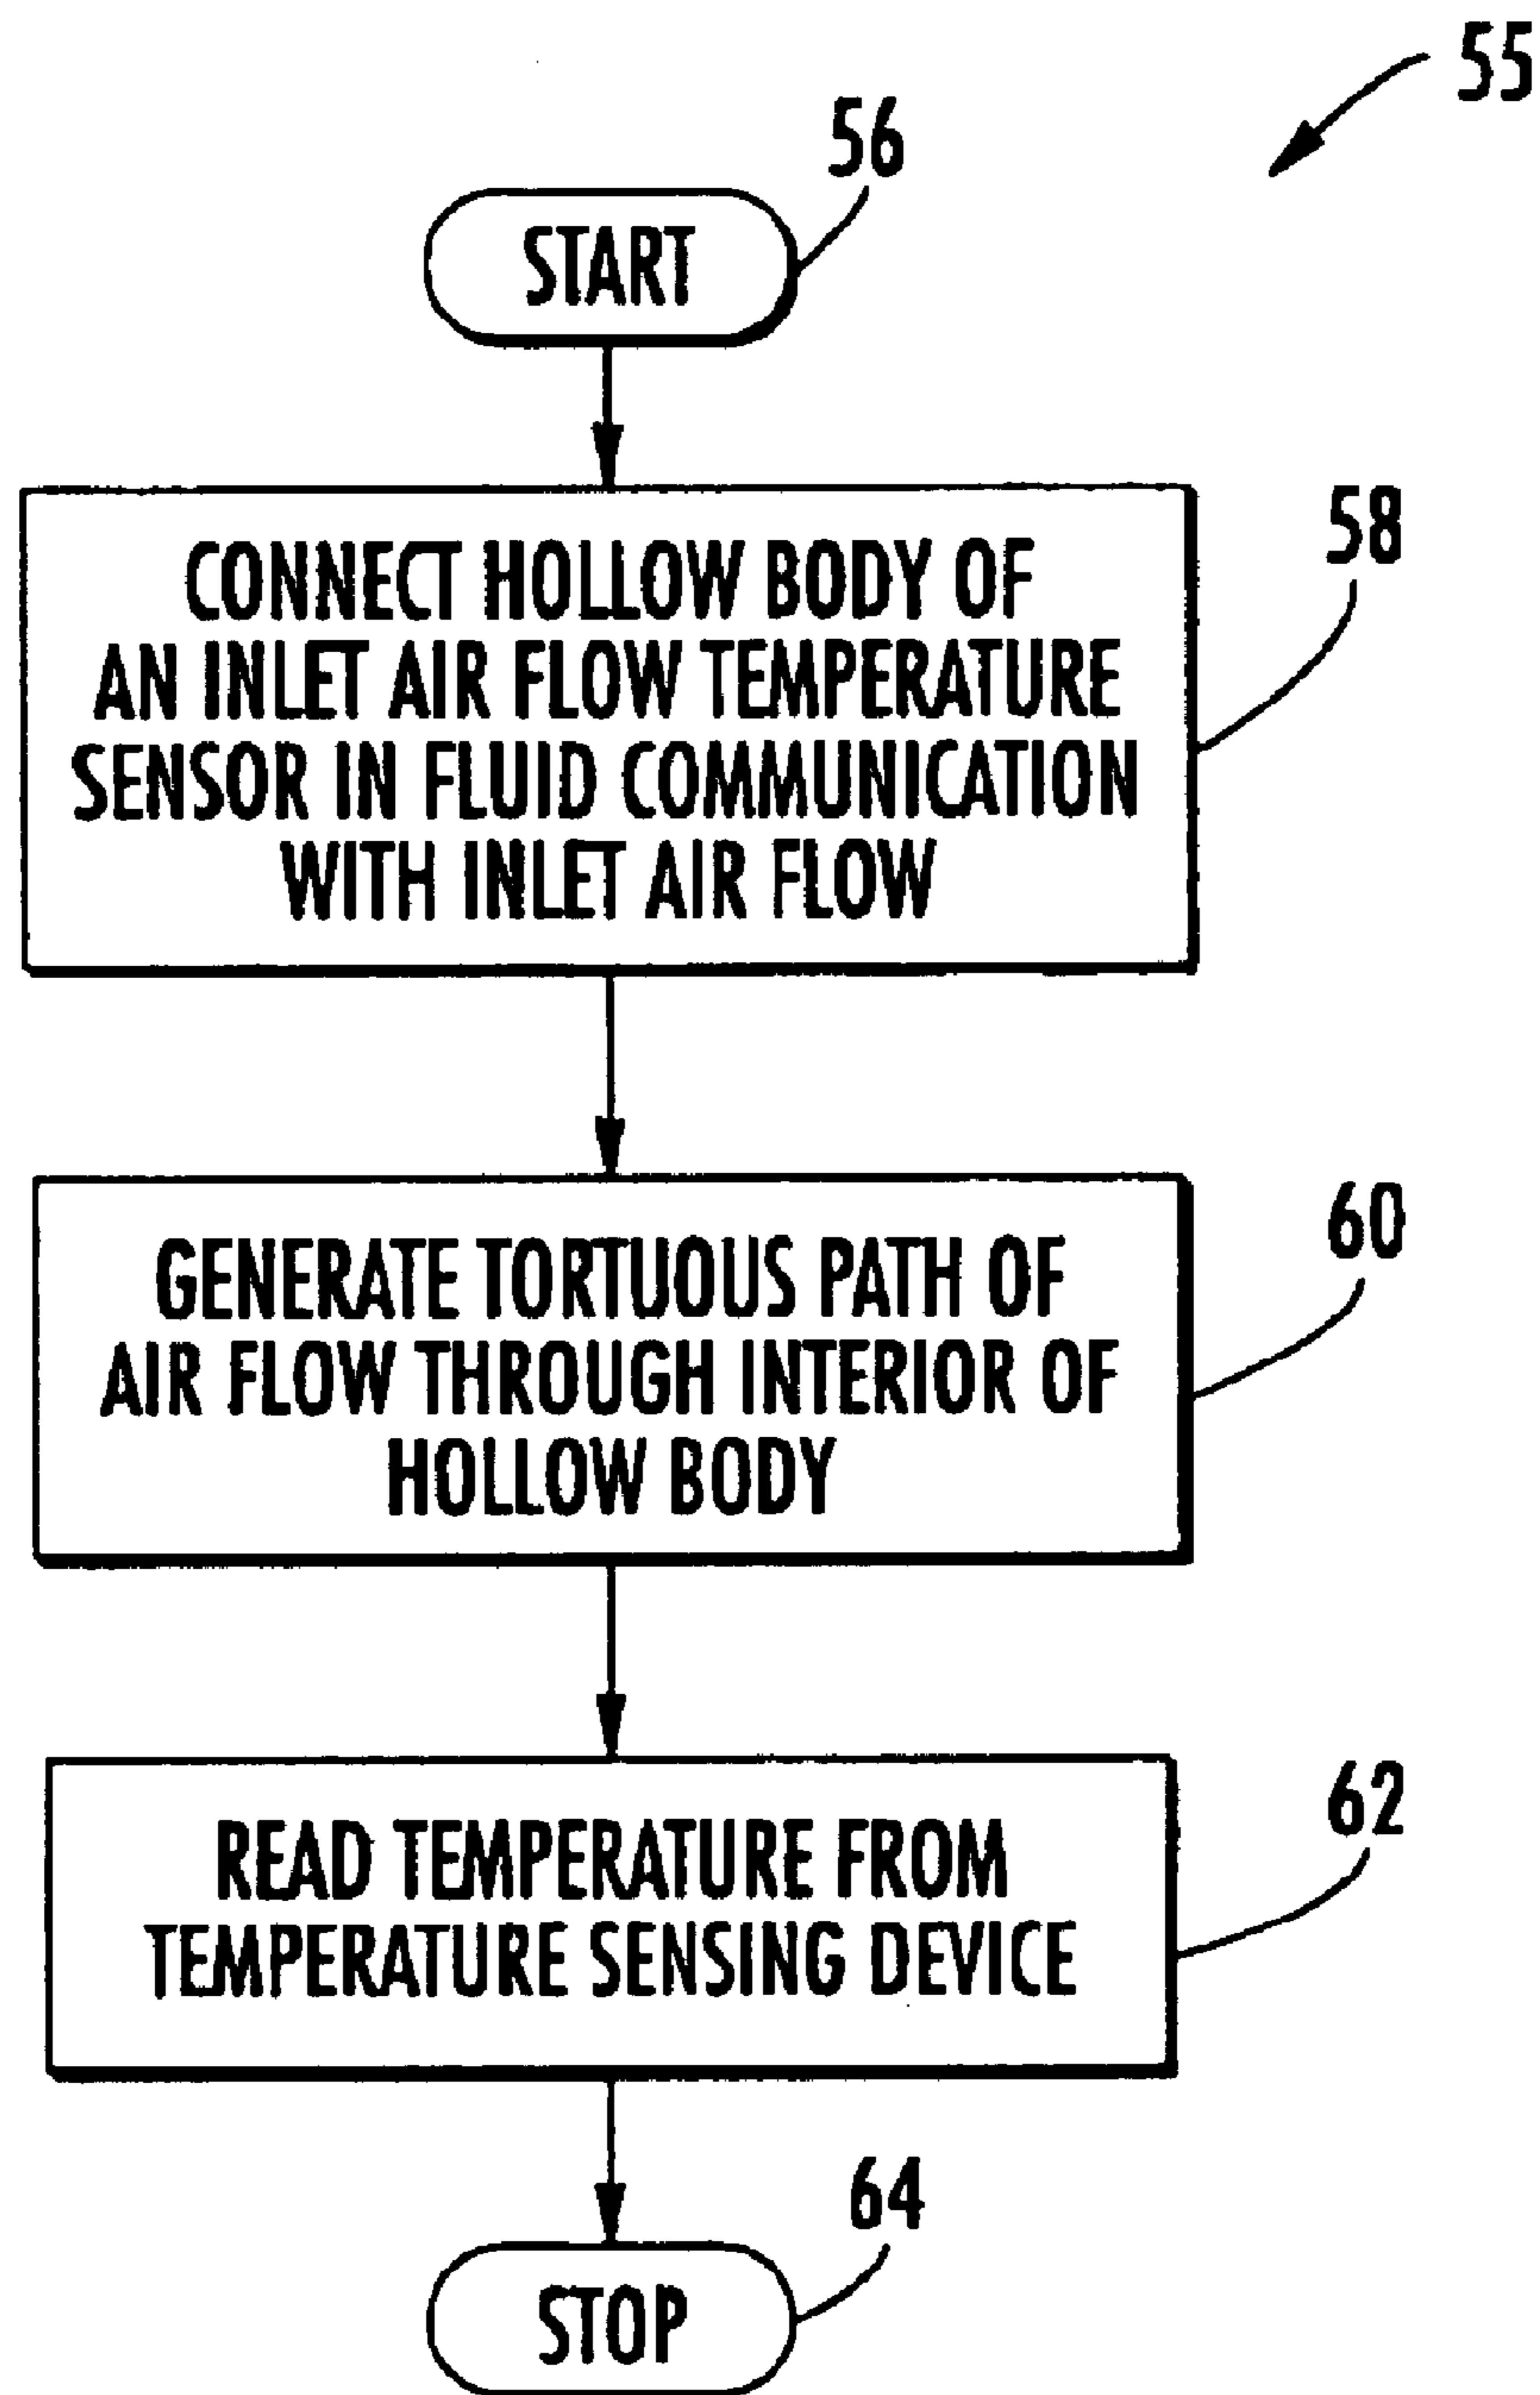 55
56
START
58
CONNECT HOLLOW BODY OF
AN INLET AIR FLOW TEMPERATURE
SENSOR IN FLUID COMMUNICATION
WITH INLET AIR FLOW
60
GENERATE TORTUOUS PATH OF
AIR FLOW THROUGH INTERIOR OF
HOLLOW BODY
62
READ TEMPERATURE FROM
TEMPERATURE SENSING DEVICE
64
STOP